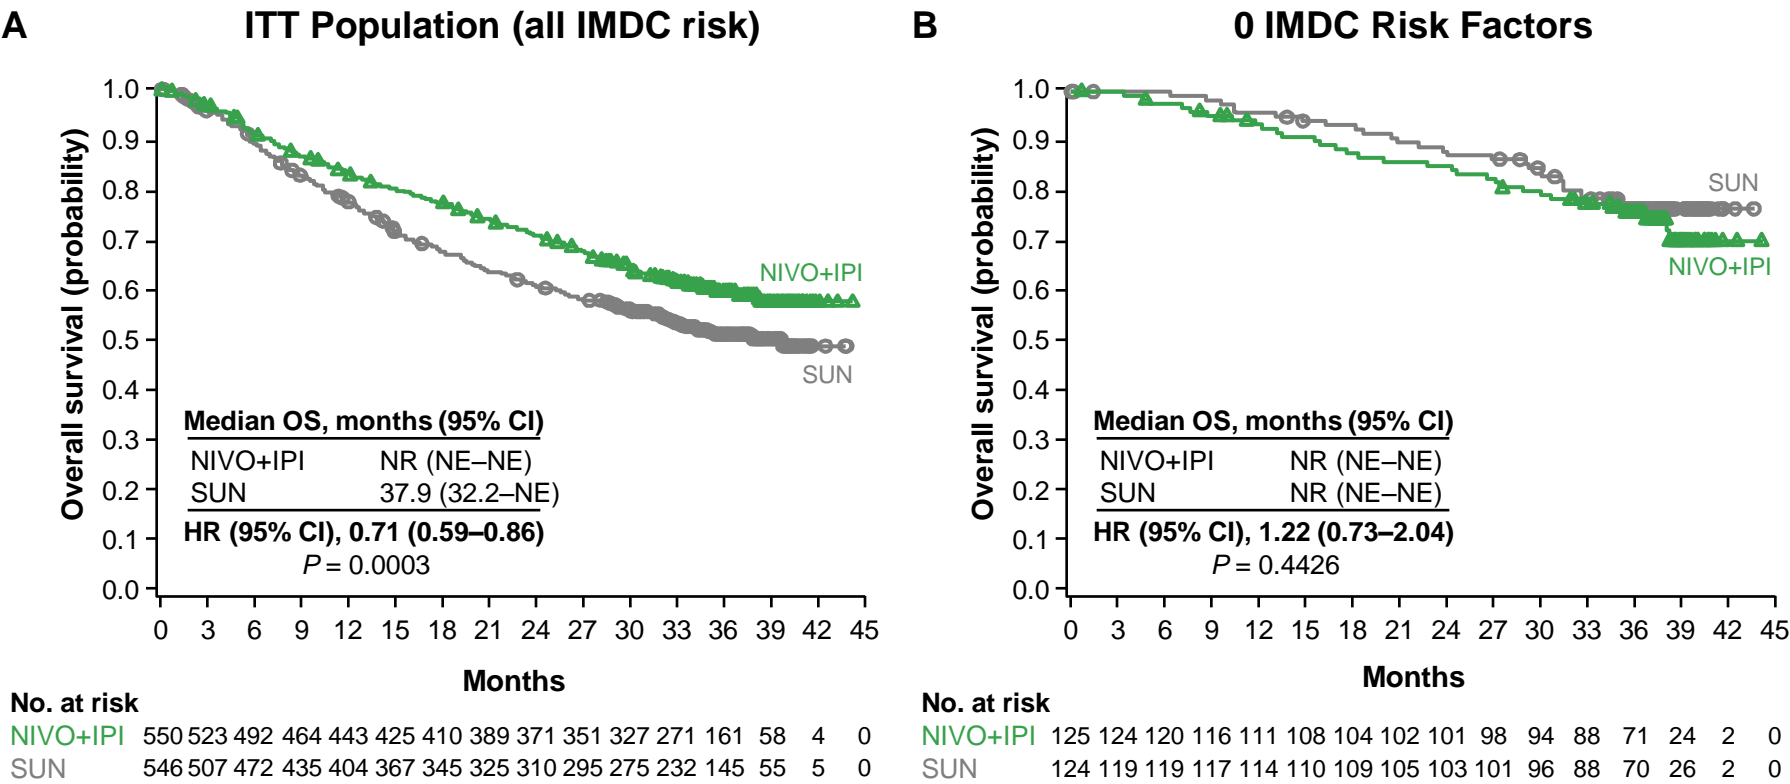 A
ITT Population (all IMDC risk)
Overall survival (probability)
1.0
0.9
0.8
0.7
0.6
0.5
0.4
0.3
0.2
0.1
0.0
NIVO+IPI
SUN
Median OS, months (95% CI)
NIVO+IPI NR (NE–NE)
SUN 37.9 (32.2–NE)
HR (95% CI), 0.71 (0.59–0.86)
P = 0.0003
0 3 6 9 12 15 18 21 24 27 30 33 36 39 42 45
Months
No. at risk
NIVO+IPI 550 523 492 464 443 425 410 389 371 351 327 271 161 58 4 0
SUN 546 507 472 435 404 367 345 325 310 295 275 232 145 55 5 0
B
0 IMDC Risk Factors
Overall survival (probability)
1.0
0.9
0.8
0.7
0.6
0.5
0.4
0.3
0.2
0.1
0.0
SUN
NIVO+IPI
Median OS, months (95% CI)
NIVO+IPI NR (NE–NE)
SUN NR (NE–NE)
HR (95% CI), 1.22 (0.73–2.04)
P = 0.4426
0 3 6 9 12 15 18 21 24 27 30 33 36 39 42 45
Months
No. at risk
NIVO+IPI 125 124 120 116 111 108 104 102 101 98 94 88 71 24 2 0
SUN 124 119 119 117 114 110 109 105 103 101 96 88 70 26 2 0